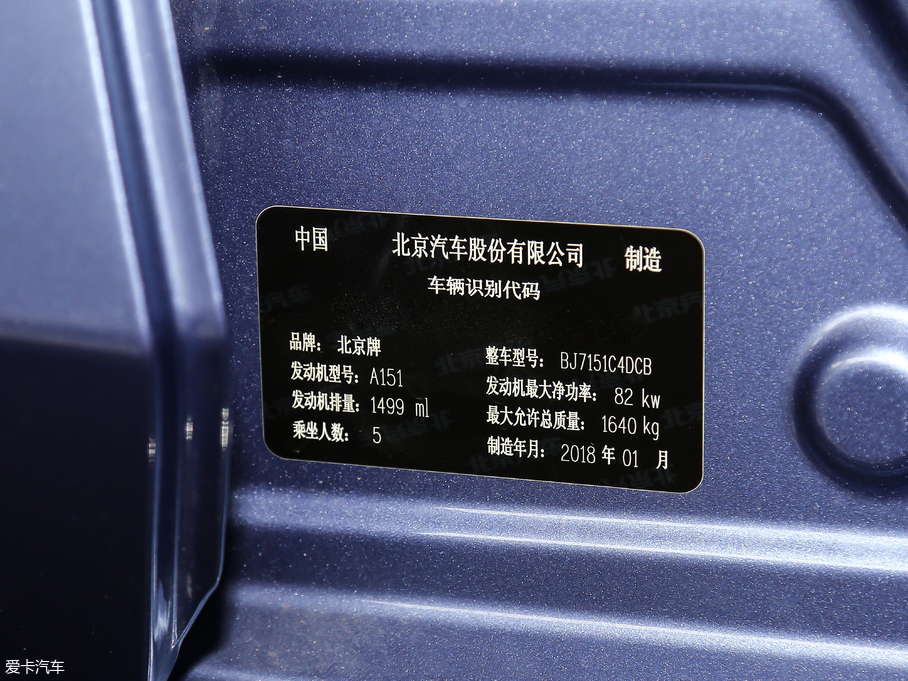 中国 北京汽车股份有限公司 制造
车辆识别代码
品牌： 北京牌 整车型号： BJ7151C4DCB
发动机型号： A151 发动机最大净功率： 82 kw
发动机排量： 1499 ml 最大允许总质量： 1640 kg
乘坐人数： 5 制造年月： 2018 年 01 月
爱卡汽车